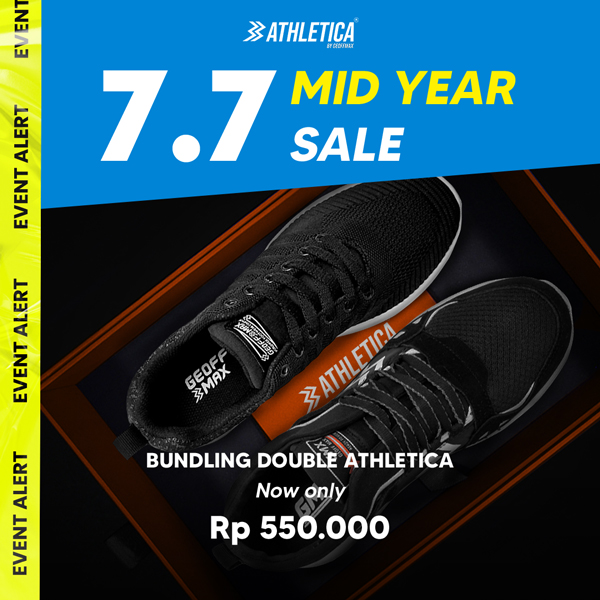 ATHLETICA
BY GEOFFMAX
7.7 MID YEAR
SALE
EVENT ALERT
EVENT ALERT
EVENT ALERT
EVENT
GEOFF
MAX
GEOFFMAX
ATHLETICA
BUNDLING DOUBLE ATHLETICA
Now only
Rp 550.000